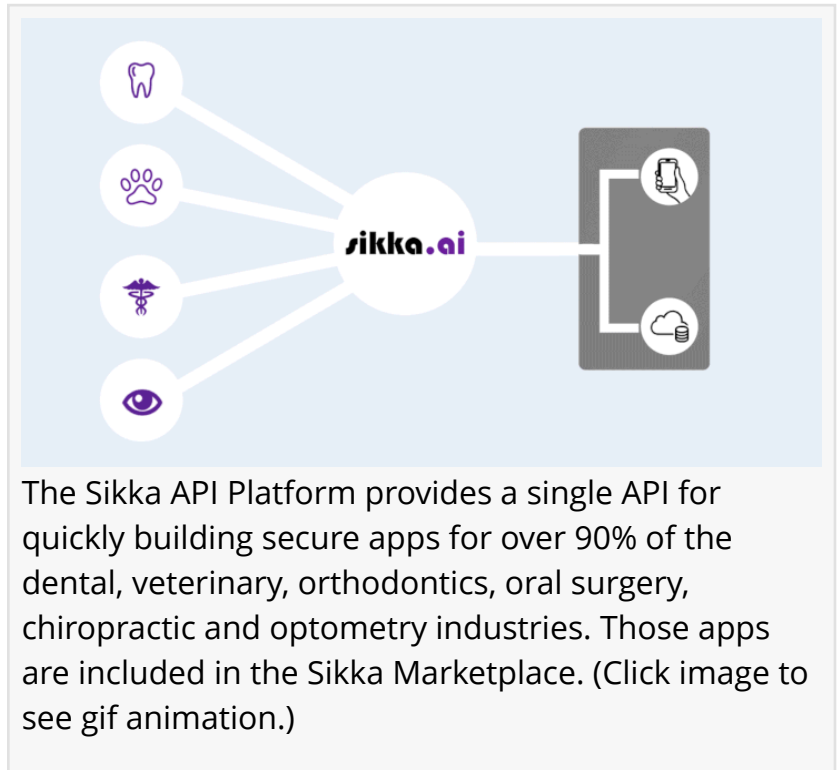 sikka.ai
The Sikka API Platform provides a single API for
quickly building secure apps for over 90% of the
dental, veterinary, orthodontics, oral surgery,
chiropractic and optometry industries. Those apps
are included in the Sikka Marketplace. (Click image to
see gif animation.)